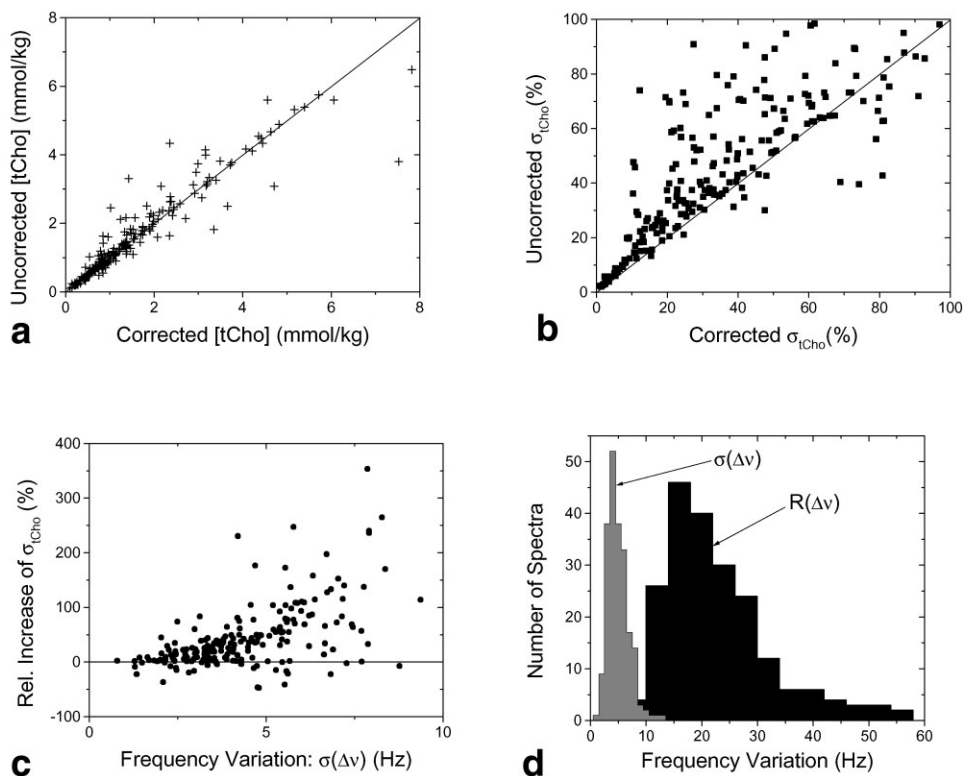 8
6
4
2
0
0 2 4 6 8
Uncorrected [tCho] (mmol/kg)
Corrected [tCho] (mmol/kg)
a
100
80
60
40
20
0
0 20 40 60 80 100
Uncorrected σtCho(%)
Corrected σtCho(%)
b
400
300
200
100
0
-100
0 5 10
Rel. Increase of σtCho (%)
Frequency Variation: σ(Δν) (Hz)
c
50
40
30
20
10
0
0 10 20 30 40 50 60
Number of Spectra
σ(Δν)
R(Δν)
Frequency Variation (Hz)
d